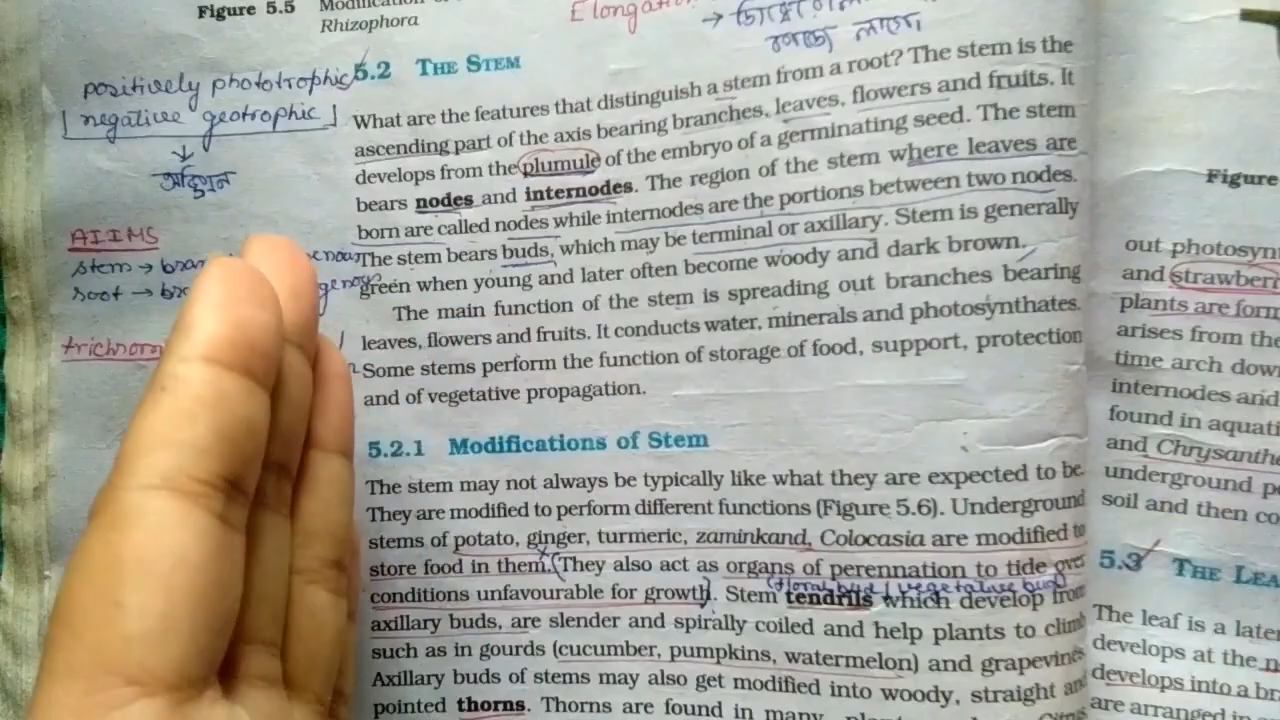 Figure 5.5
Rhizophora
Elongation
→
positively phototrophic
negative geotrophic
↓
5.2 THE STEM
What are the features that distinguish a stem from a root? The stem is the
ascending part of the axis bearing branches, leaves, flowers and fruits. It
develops from the plumule of the embryo of a germinating seed. The stem
bears nodes and internodes. The region of the stem where leaves are
born are called nodes while internodes are the portions between two nodes.
The stem bears buds, which may be terminal or axillary. Stem is generally
green when young and later often become woody and dark brown.
The main function of the stem is spreading out branches bearing
leaves, flowers and fruits. It conducts water, minerals and photosynthates.
Some stems perform the function of storage of food, support, protection
and of vegetative propagation.
AIIMS
stem →
root →
5.2.1 Modifications of Stem
The stem may not always be typically like what they are expected to be.
They are modified to perform different functions (Figure 5.6). Underground
stems of potato, ginger, turmeric, zaminkand, Colocasia are modified to
store food in them. (They also act as organs of perennation to tide over
conditions unfavourable for growth). Stem tendrils which develop from
(floral bud / vegetative bud)
axillary buds, are slender and spirally coiled and help plants to climb
such as in gourds (cucumber, pumpkins, watermelon) and grapevines.
Axillary buds of stems may also get modified into woody, straight and
pointed thorns. Thorns are found in many
Figure
out
and
plants are
arises from the
time arch
internodes and
found in
and
underground
soil and then
5.3 THE
The leaf is a
develops at the
develops into a
are arranged in